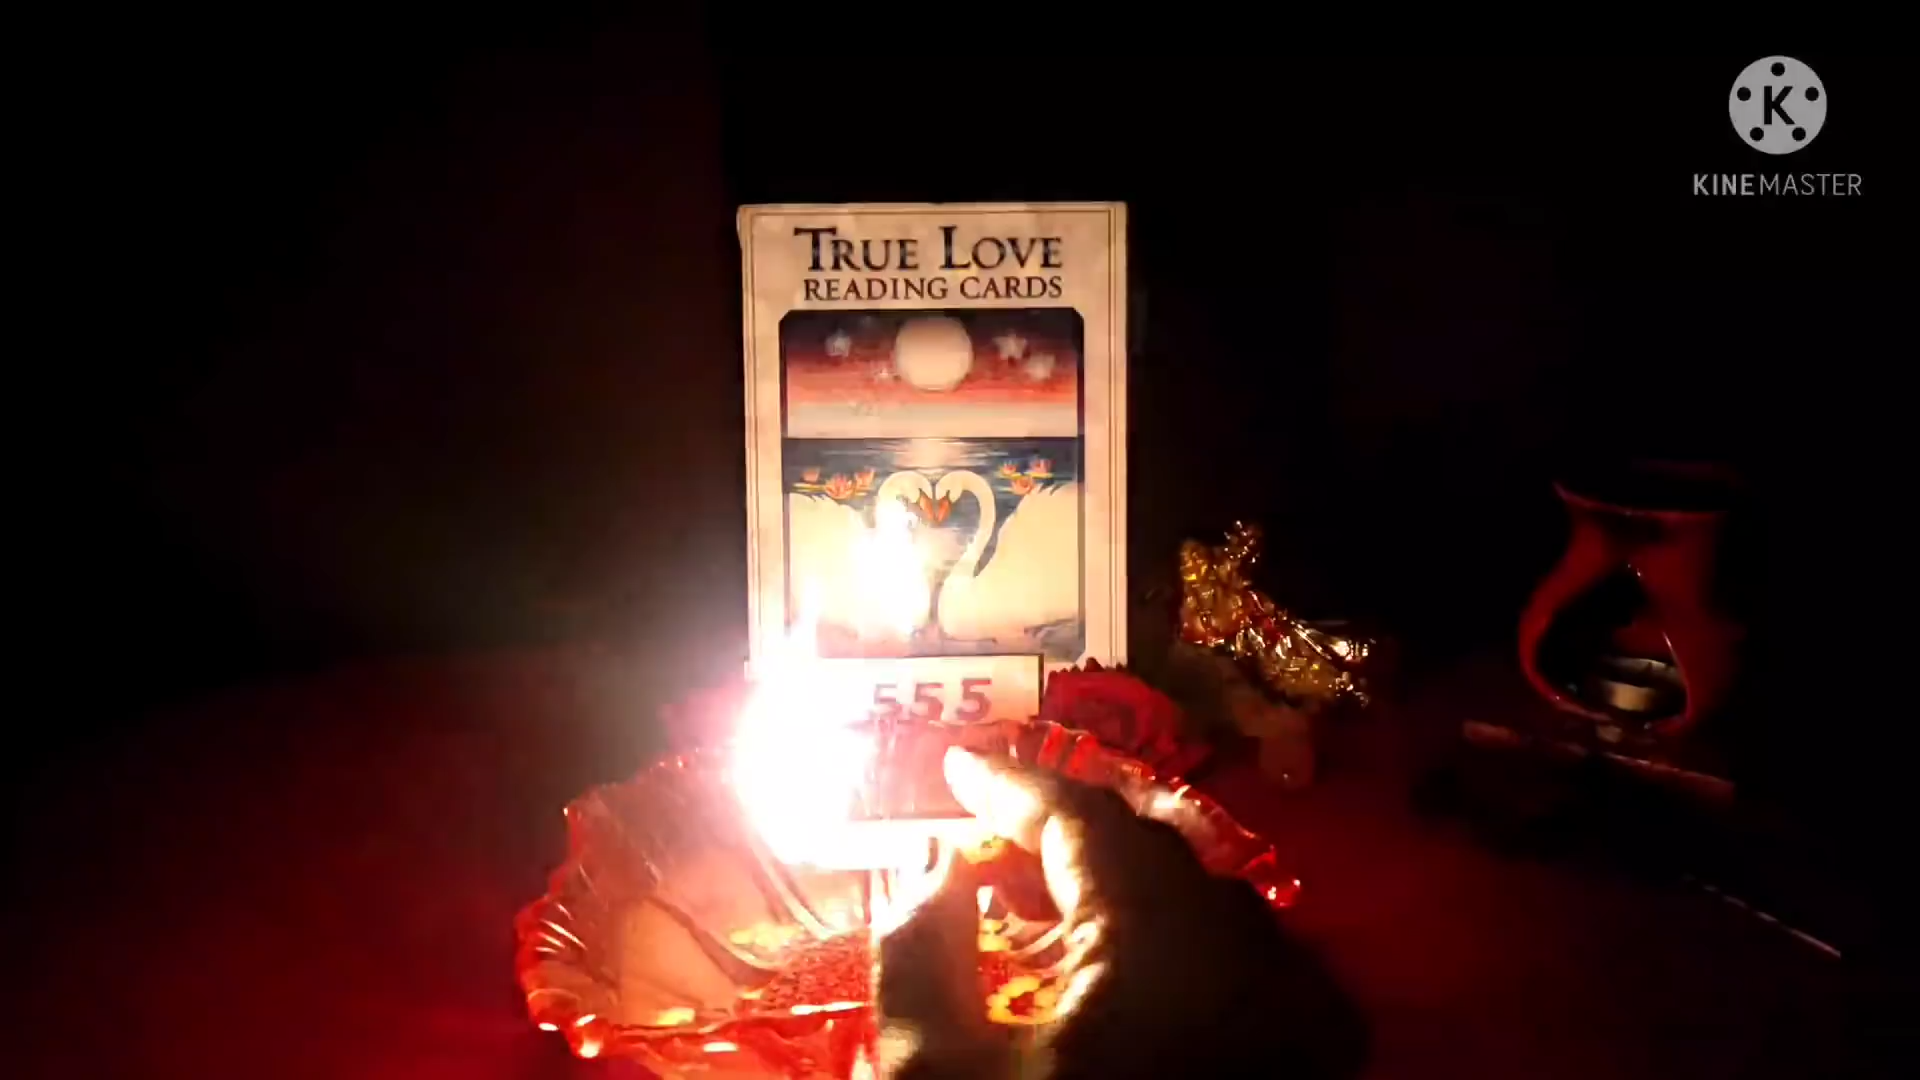 TRUE LOVE
READING CARDS
555
K
KINEMASTER